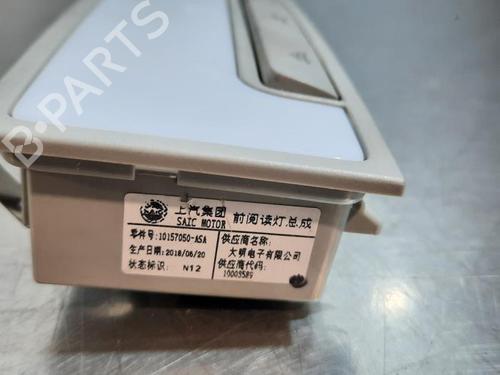 B-PARTS
上汽集团 前阅读灯总成
SAIC MOTOR
零件号: 10157050-ASA
生产日期: 2018/06/20
状态标识: N12
供应商名称:
大明电子有限公司
供应商代码:
10003589